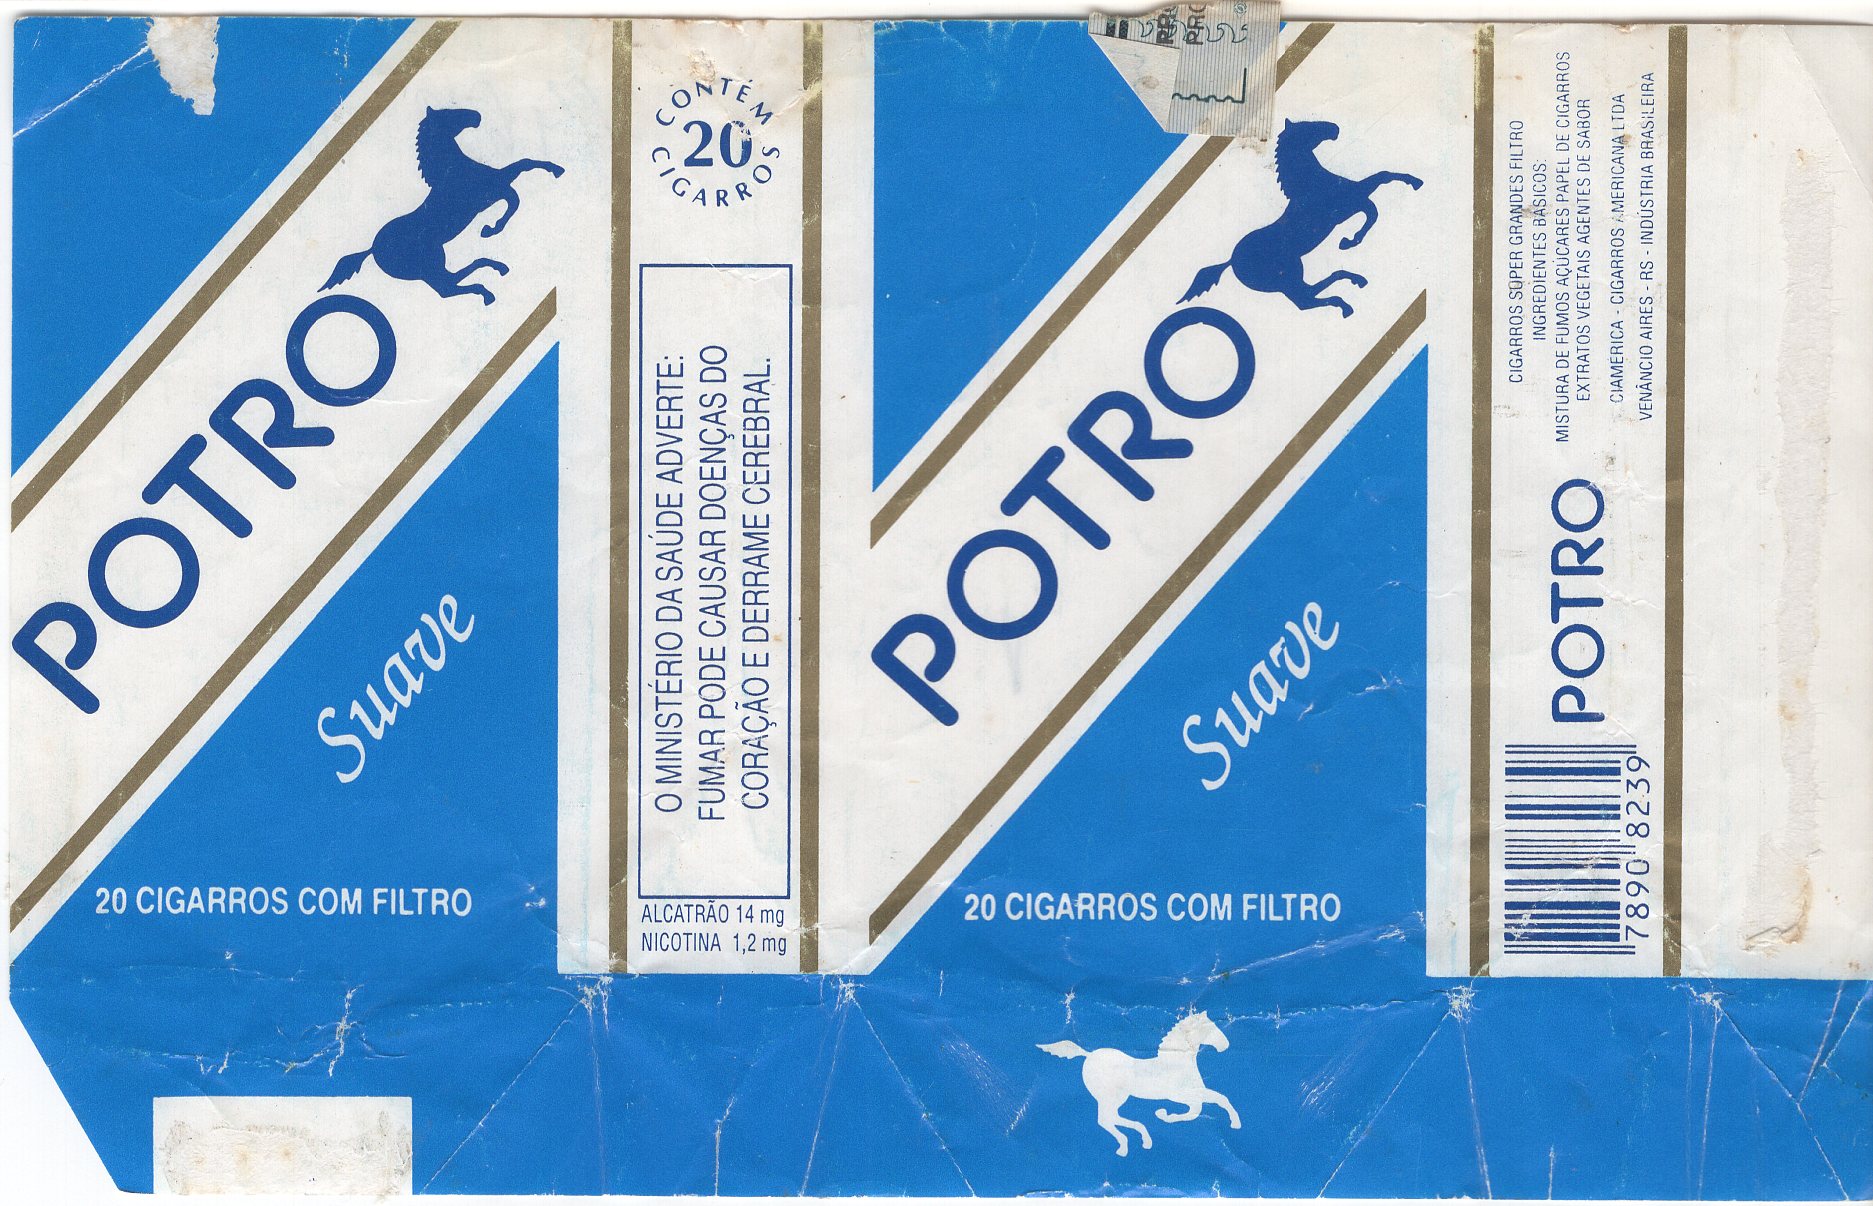 POTRO
Suave
20 CIGARROS COM FILTRO
CONTÉM
20
CIGARROS
O MINISTÉRIO DA SAÚDE ADVERTE:
FUMAR PODE CAUSAR DOENÇAS DO
CORAÇÃO E DERRAME CEREBRAL.
ALCATRÃO 14 mg
NICOTINA 1,2 mg
POTRO
Suave
20 CIGARROS COM FILTRO
CIGARROS SUPER GRANDES FILTRO
INGREDIENTES BÁSICOS:
MISTURA DE FUMOS AÇÚCARES PAPEL DE CIGARROS
EXTRATOS VEGETAIS AGENTES DE SABOR
CIAMÉRICA - CIGARROS AMERICANA LTDA
VENÂNCIO AIRES - RS - INDÚSTRIA BRASILEIRA
POTRO
7890 8239